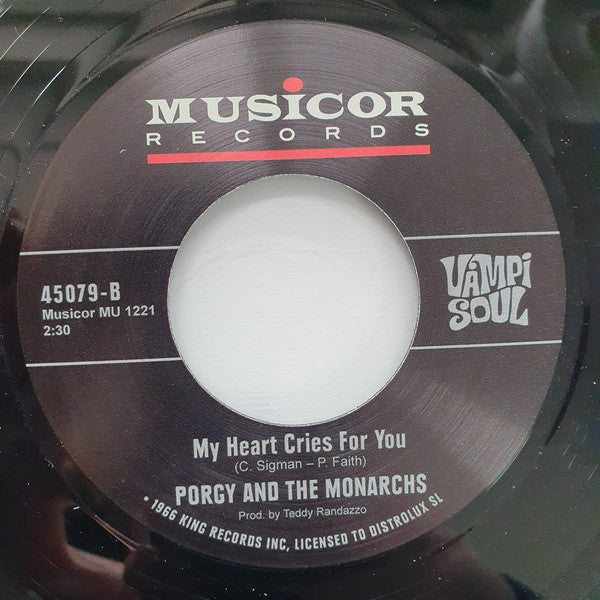 MUSICOR
RECORDS
45079-B
Musicor MU 1221
2:30
VAMPI
SOUL
My Heart Cries For You
(C. Sigman – P. Faith)
PORGY AND THE MONARCHS
Prod. by Teddy Randazzo
• 1966 KING RECORDS INC, LICENSED TO DISTROLUX SL